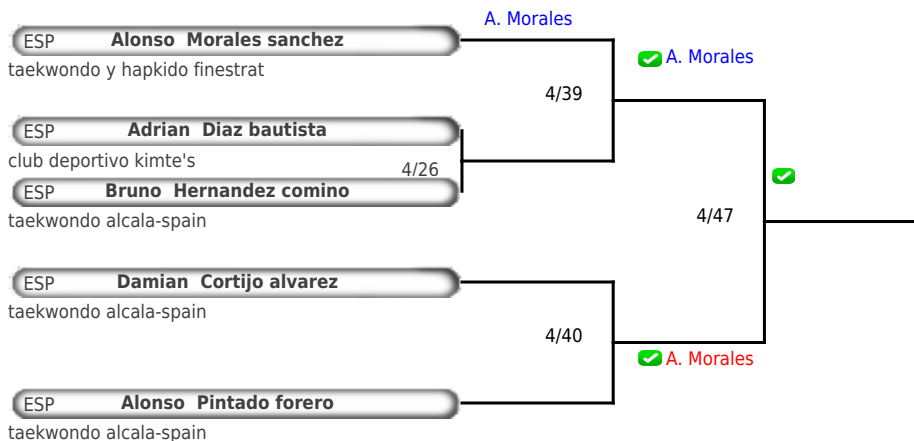 A. Morales
ESP Alonso Morales sanchez
taekwondo y hapkido finestrat
A. Morales
4/39
ESP Adrian Diaz bautista
club deportivo kimte's
4/26
ESP Bruno Hernandez comino
taekwondo alcala-spain
4/47
ESP Damian Cortijo alvarez
taekwondo alcala-spain
4/40
A. Morales
ESP Alonso Pintado forero
taekwondo alcala-spain